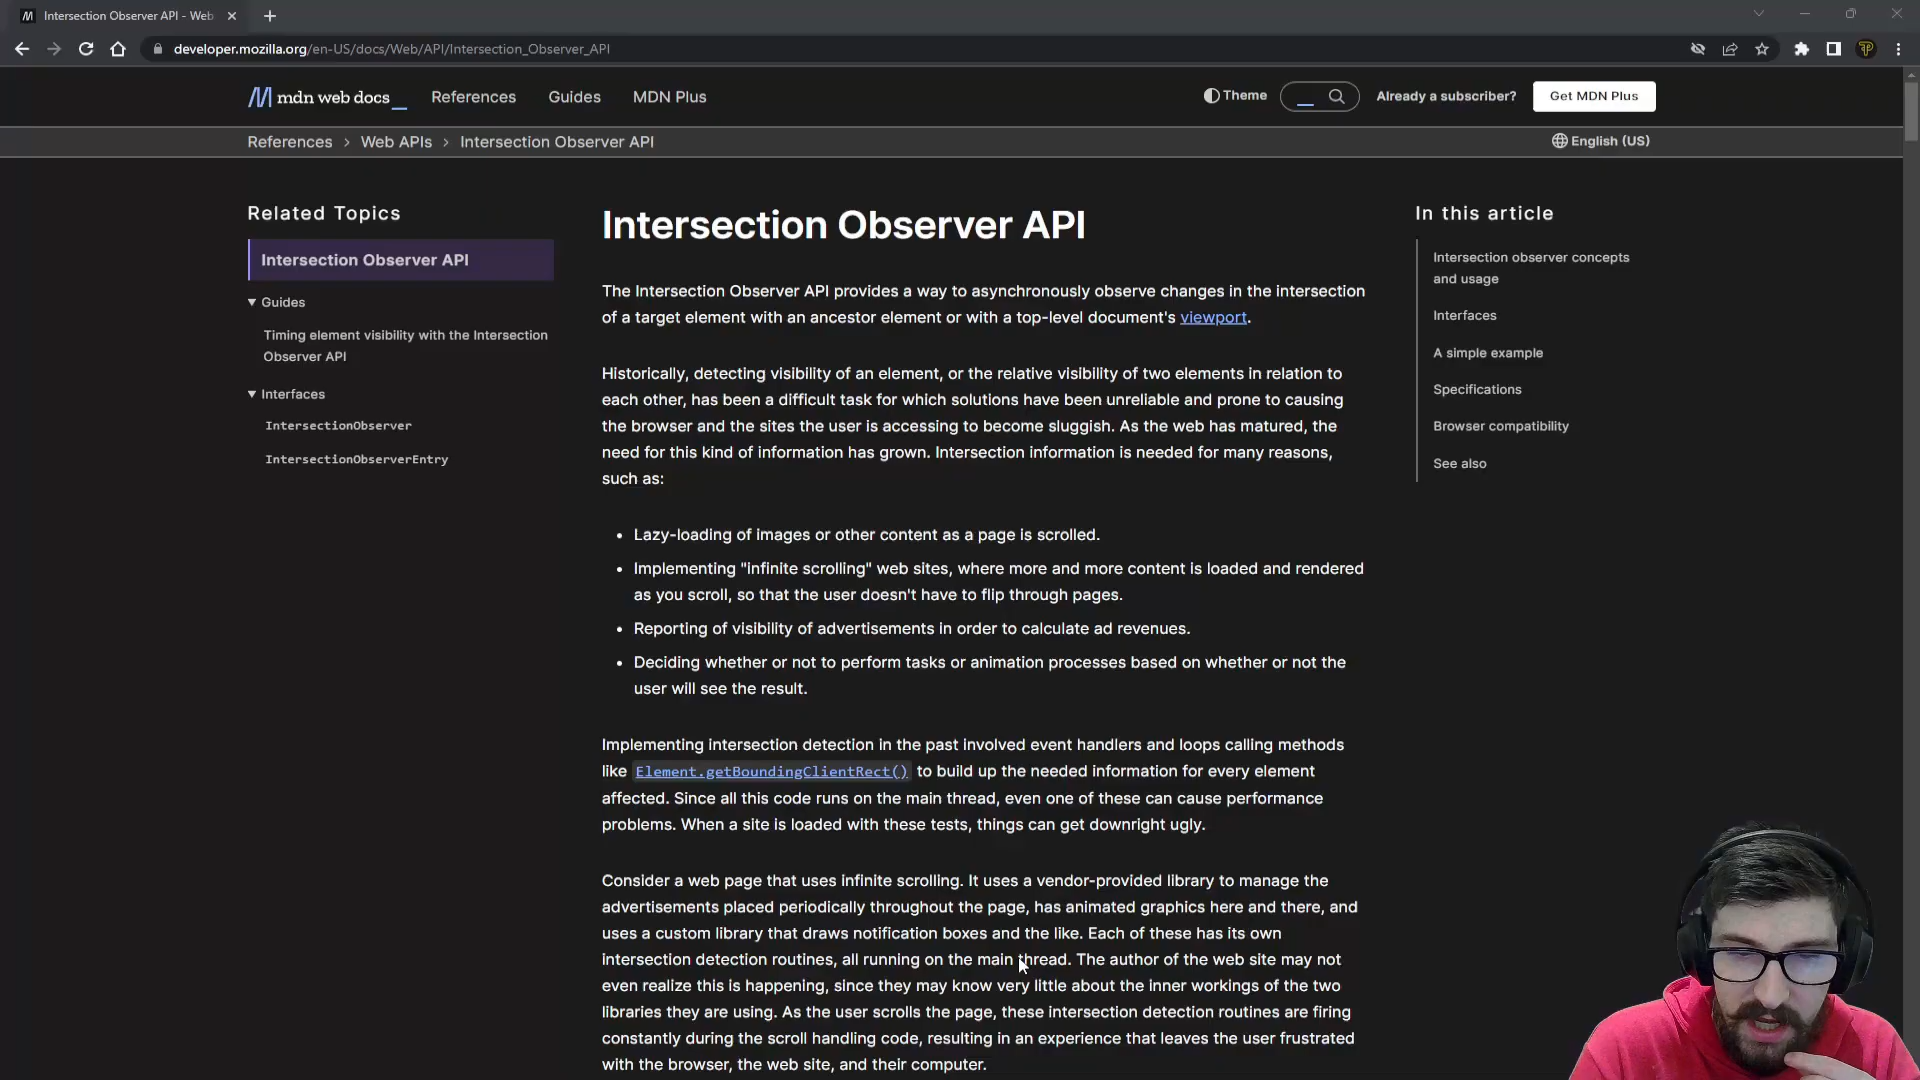 Intersection Observer API - Web
developer.mozilla.org/en-US/docs/Web/API/Intersection_Observer_API
mdn web docs_
References
Guides
MDN Plus
Theme
Already a subscriber?
Get MDN Plus
References > Web APIs > Intersection Observer API
English (US)
Related Topics
Intersection Observer API
Guides
Timing element visibility with the Intersection
Observer API
Interfaces
IntersectionObserver
IntersectionObserverEntry
Intersection Observer API
The Intersection Observer API provides a way to asynchronously observe changes in the intersection
of a target element with an ancestor element or with a top-level document's viewport.
Historically, detecting visibility of an element, or the relative visibility of two elements in relation to
each other, has been a difficult task for which solutions have been unreliable and prone to causing
the browser and the sites the user is accessing to become sluggish. As the web has matured, the
need for this kind of information has grown. Intersection information is needed for many reasons,
such as:
• Lazy-loading of images or other content as a page is scrolled.
• Implementing "infinite scrolling" web sites, where more and more content is loaded and rendered
as you scroll, so that the user doesn't have to flip through pages.
• Reporting of visibility of advertisements in order to calculate ad revenues.
• Deciding whether or not to perform tasks or animation processes based on whether or not the
user will see the result.
Implementing intersection detection in the past involved event handlers and loops calling methods
like Element.getBoundingClientRect() to build up the needed information for every element
affected. Since all this code runs on the main thread, even one of these can cause performance
problems. When a site is loaded with these tests, things can get downright ugly.
Consider a web page that uses infinite scrolling. It uses a vendor-provided library to manage the
advertisements placed periodically throughout the page, has animated graphics here and there, and
uses a custom library that draws notification boxes and the like. Each of these has its own
intersection detection routines, all running on the main thread. The author of the web site may not
even realize this is happening, since they may know very little about the inner workings of the two
libraries they are using. As the user scrolls the page, these intersection detection routines are firing
constantly during the scroll handling code, resulting in an experience that leaves the user frustrated
with the browser, the web site, and their computer.
In this article
Intersection observer concepts
and usage
Interfaces
A simple example
Specifications
Browser compatibility
See also